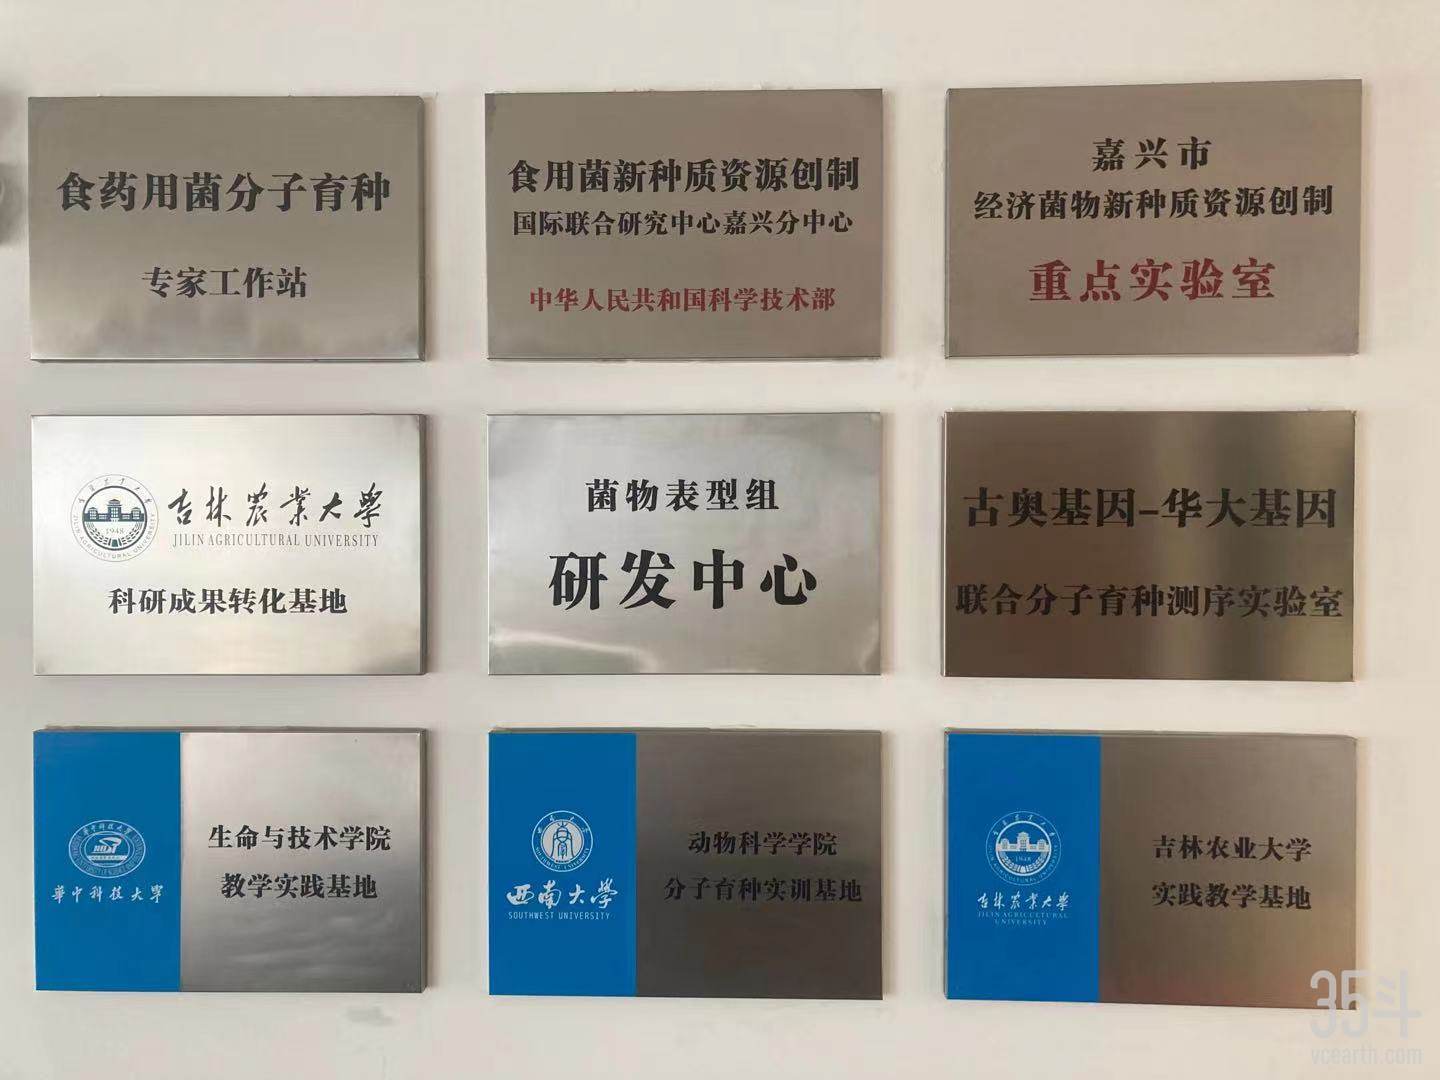 食药用菌分子育种
专家工作站
食用菌新种质资源创制
国际联合研究中心嘉兴分中心
中华人民共和国科学技术部
嘉兴市
经济菌物新种质资源创制
重点实验室
吉林農業大學
JILIN AGRICULTURAL UNIVERSITY
1948
JILIN AGRICULTURAL UNIVERSITY
科研成果转化基地
菌物表型组
研发中心
古奥基因-华大基因
联合分子育种测序实验室
華中科技大學
生命与技术学院
教学实践基地
西南大學
SOUTHWEST UNIVERSITY
动物科学学院
分子育种实训基地
1948
吉林農業大學
JILIN AGRICULTURAL
UNIVERSITY
吉林农业大学
实践教学基地
35斗
vcearth.com